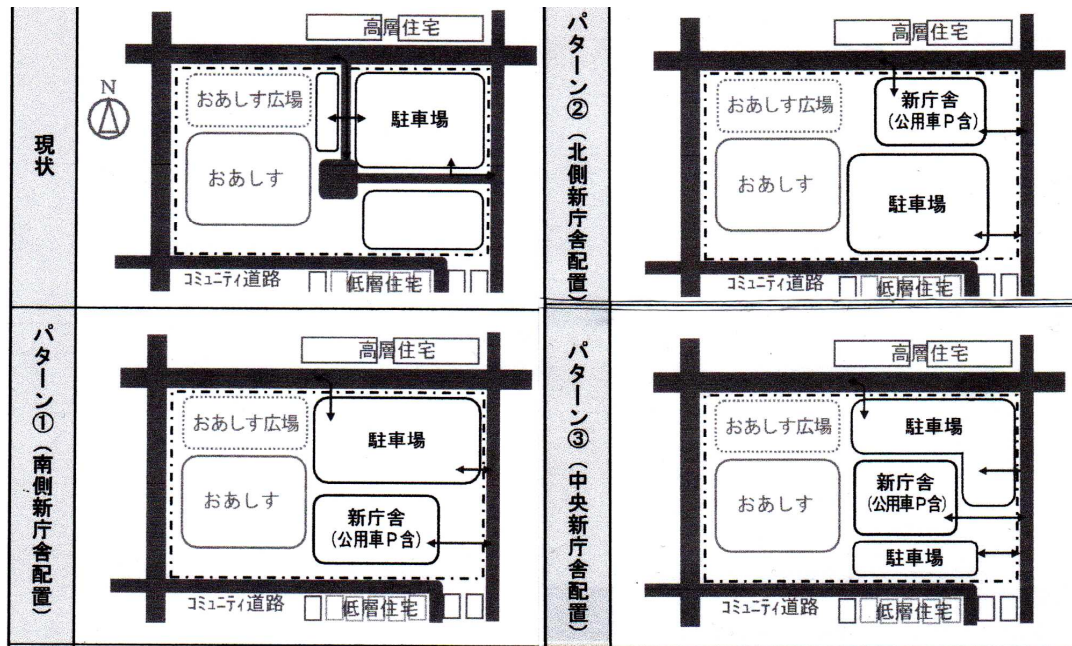 現状
N
高層住宅
おあしす広場
駐車場
おあしす
コミュニティ道路
低層住宅
パターン②(北側新庁舎配置)
高層住宅
おあしす広場
新庁舎
(公用車P含)
おあしす
駐車場
コミュニティ道路
低層住宅
パターン①(南側新庁舎配置)
高層住宅
おあしす広場
駐車場
おあしす
新庁舎
(公用車P含)
コミュニティ道路
低層住宅
パターン③(中央新庁舎配置)
高層住宅
おあしす広場
駐車場
おあしす
新庁舎
(公用車P含)
駐車場
コミュニティ道路
低層住宅